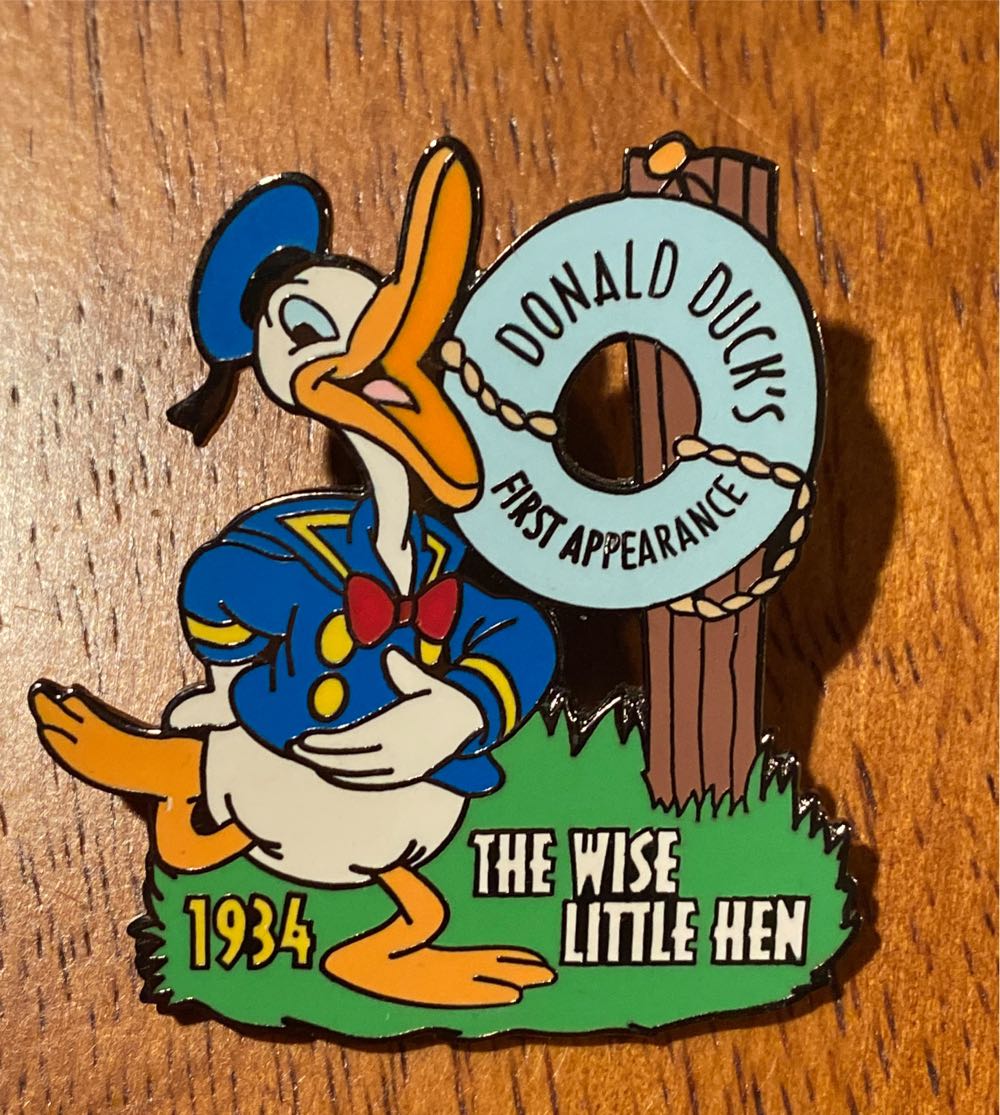 DONALD DUCK'S
FIRST APPEARANCE
THE WISE
LITTLE HEN
1934